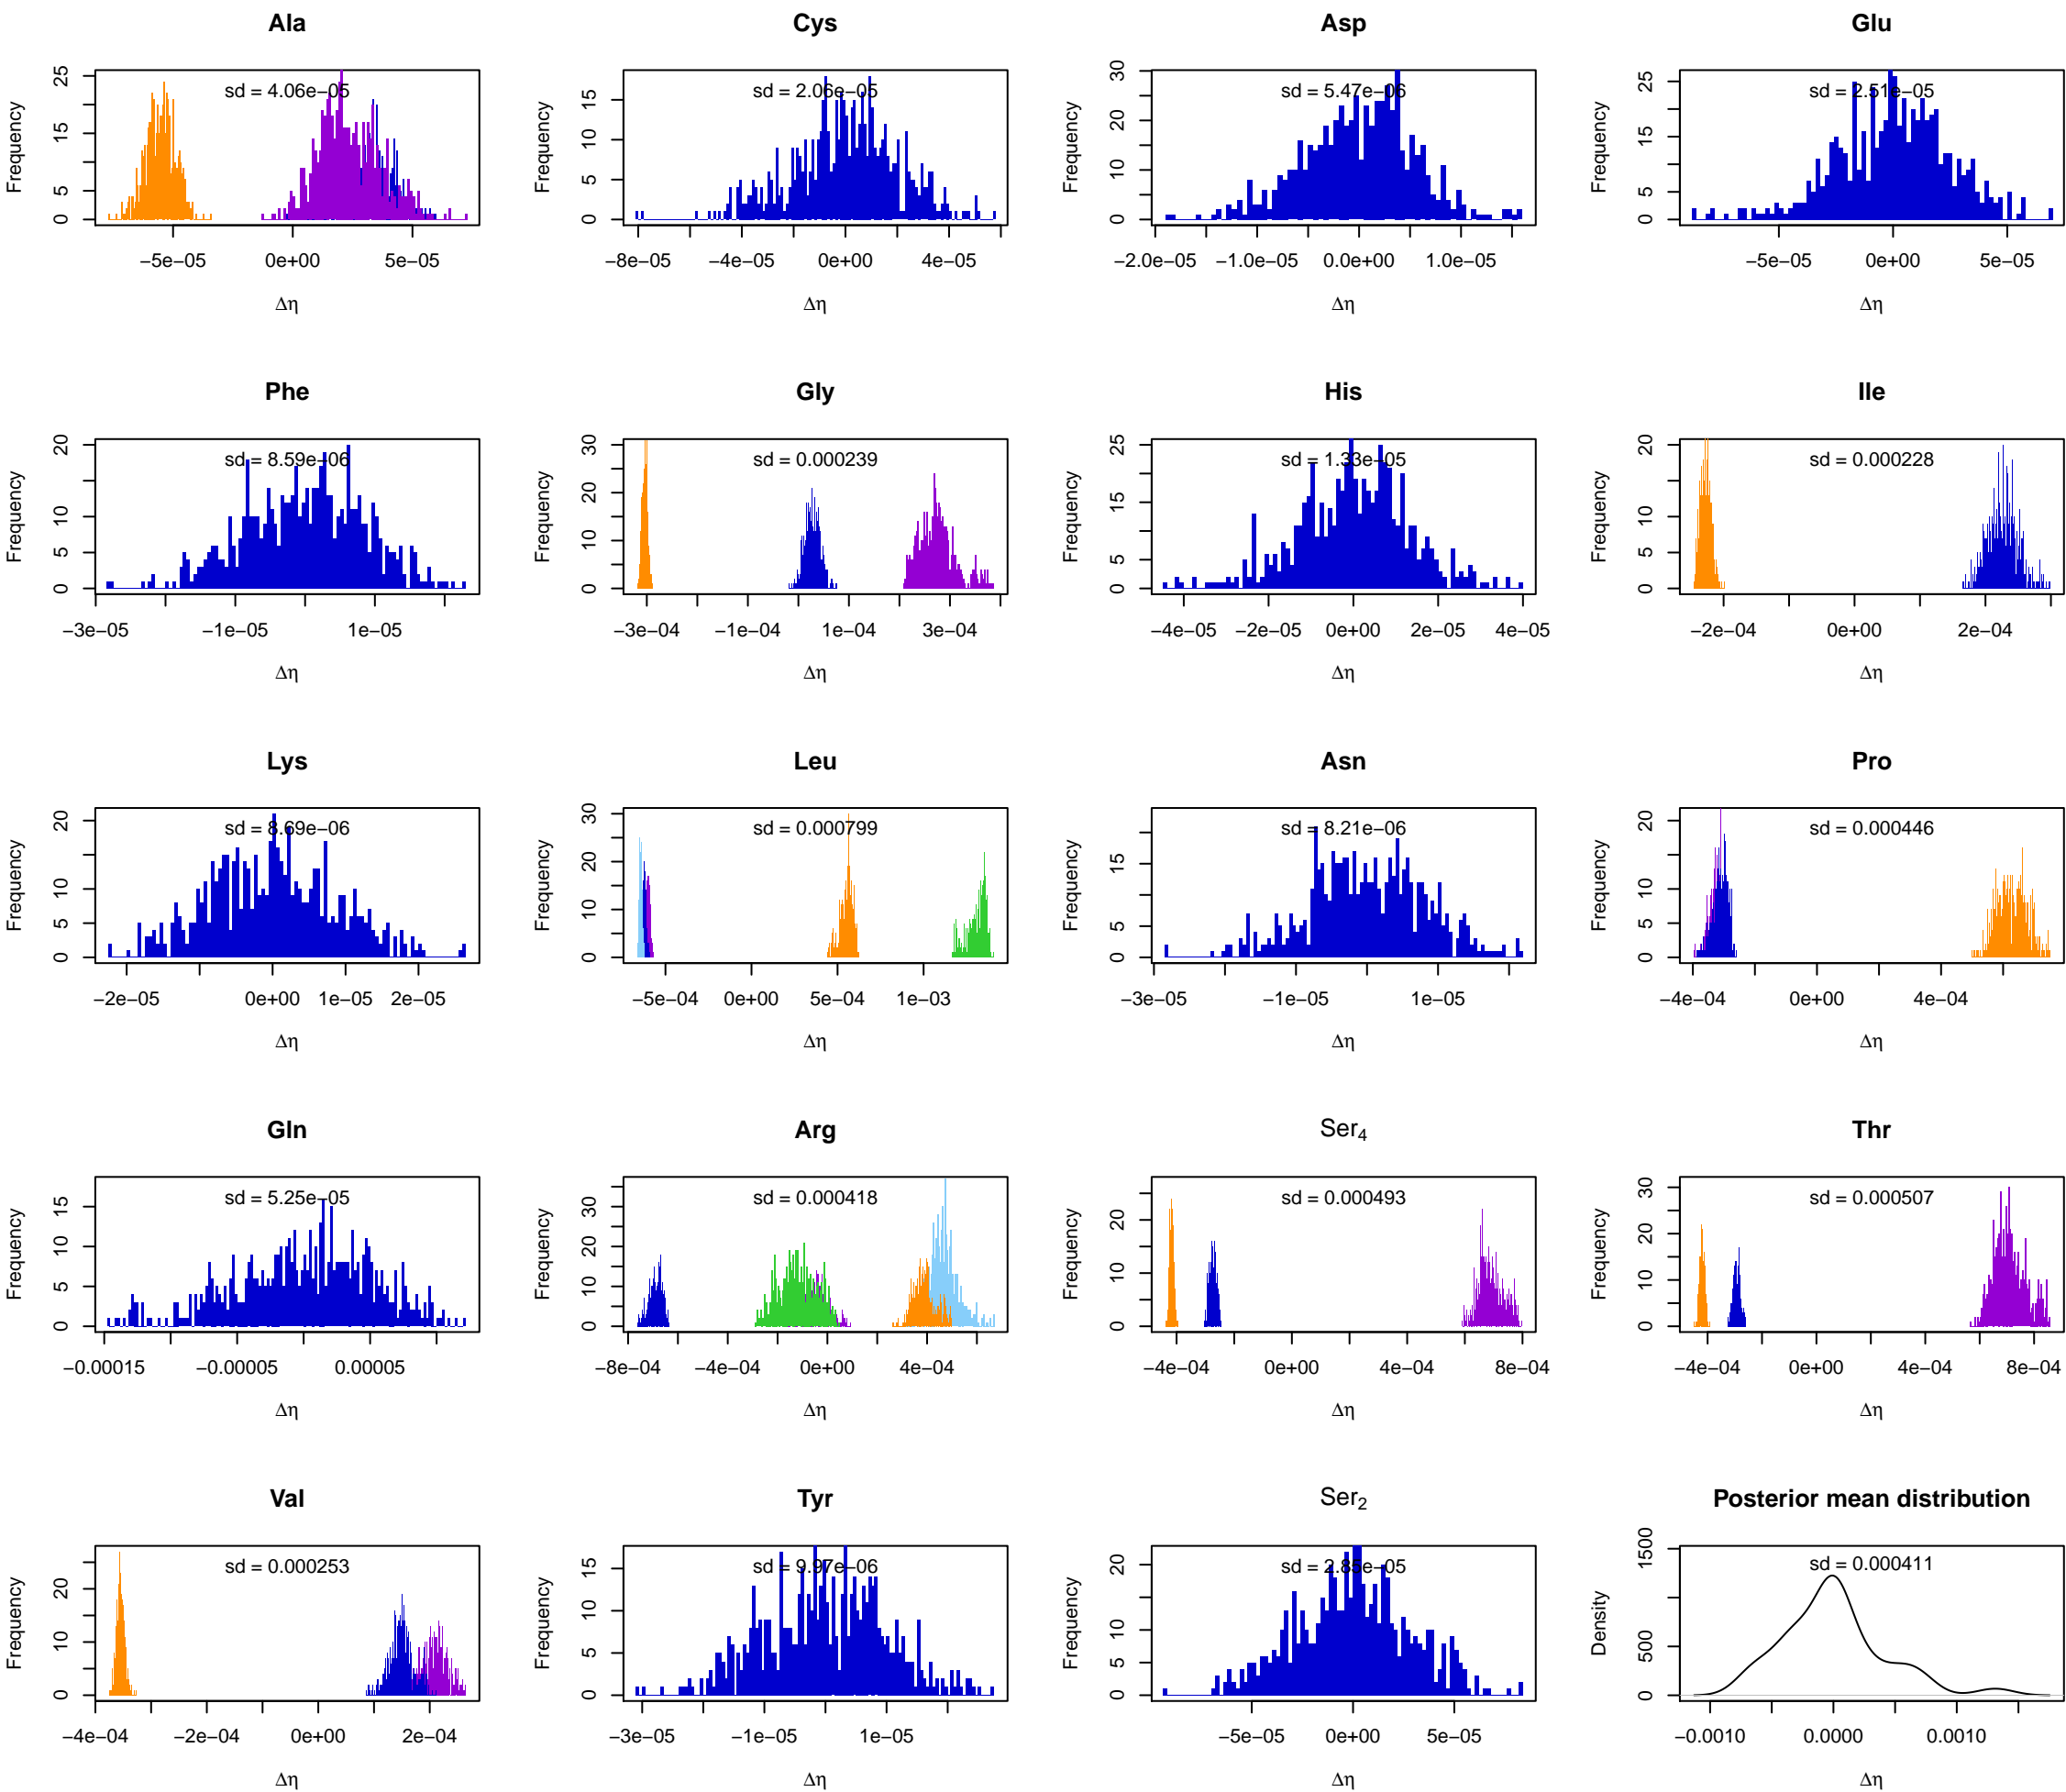 Ala
Frequency
0 5 15 25
sd = 4.06e−05
−5e−05 0e+00 5e−05
Δη
Cys
Frequency
0 5 10 15
sd = 2.06e−05
−8e−05 −4e−05 0e+00 4e−05
Δη
Asp
Frequency
0 10 20 30
sd = 5.47e−06
−2.0e−05 −1.0e−05 0.0e+00 1.0e−05
Δη
Glu
Frequency
0 5 15 25
sd = 2.51e−05
−5e−05 0e+00 5e−05
Δη
Phe
Frequency
0 5 10 15 20
sd = 8.59e−06
−3e−05 −1e−05 1e−05
Δη
Gly
Frequency
0 10 20 30
sd = 0.000239
−3e−04 −1e−04 1e−04 3e−04
Δη
His
Frequency
0 5 15 25
sd = 1.33e−05
−4e−05 −2e−05 0e+00 2e−05 4e−05
Δη
Ile
Frequency
0 5 10 15 20
sd = 0.000228
−2e−04 0e+00 2e−04
Δη
Lys
Frequency
0 5 10 20
sd = 8.69e−06
−2e−05 0e+00 1e−05 2e−05
Δη
Leu
Frequency
0 10 20 30
sd = 0.000799
−5e−04 0e+00 5e−04 1e−03
Δη
Asn
Frequency
0 5 15
sd = 8.21e−06
−3e−05 −1e−05 1e−05
Δη
Pro
Frequency
0 5 10 20
sd = 0.000446
−4e−04 0e+00 4e−04
Δη
Gln
Frequency
0 5 10 15
sd = 5.25e−05
−0.00015 −0.00005 0.00005
Δη
Arg
Frequency
0 10 20 30
sd = 0.000418
−8e−04 −4e−04 0e+00 4e−04
Δη
Ser₄
Frequency
0 10 20
sd = 0.000493
−4e−04 0e+00 4e−04 8e−04
Δη
Thr
Frequency
0 10 20 30
sd = 0.000507
−4e−04 0e+00 4e−04 8e−04
Δη
Val
Frequency
0 10 20
sd = 0.000253
−4e−04 −2e−04 0e+00 2e−04
Δη
Tyr
Frequency
0 5 10 15
sd = 9.97e−06
−3e−05 −1e−05 1e−05
Δη
Ser₂
Frequency
0 5 10 20
sd = 2.85e−05
−5e−05 0e+00 5e−05
Δη
Posterior mean distribution
Density
0 500 1500
sd = 0.000411
−0.0010 0.0000 0.0010
Δη